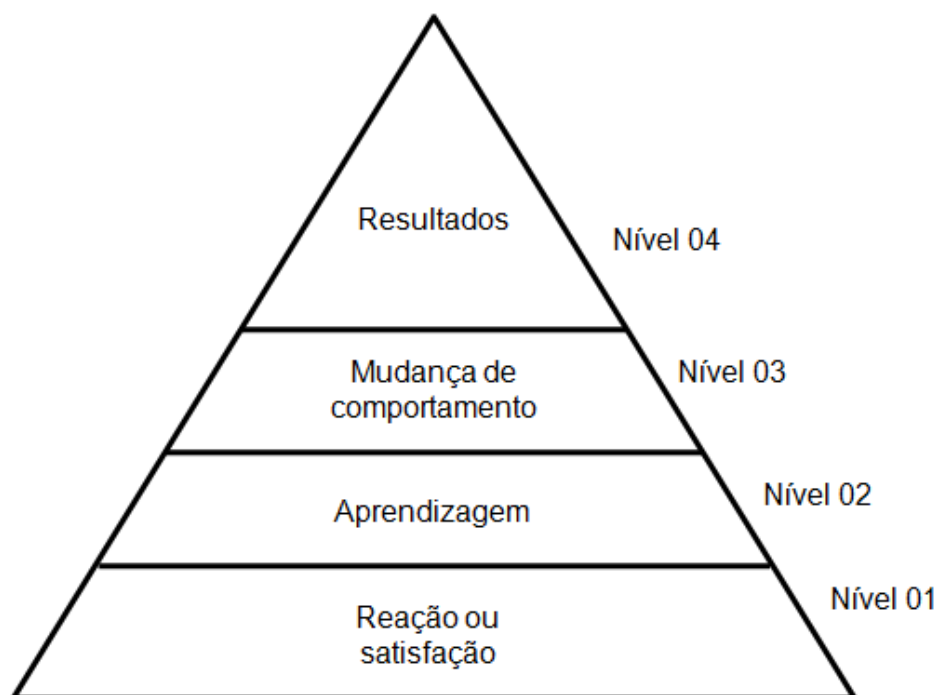 Resultados
Nível 04
Mudança de
comportamento
Nível 03
Aprendizagem
Nível 02
Reação ou
satisfação
Nível 01